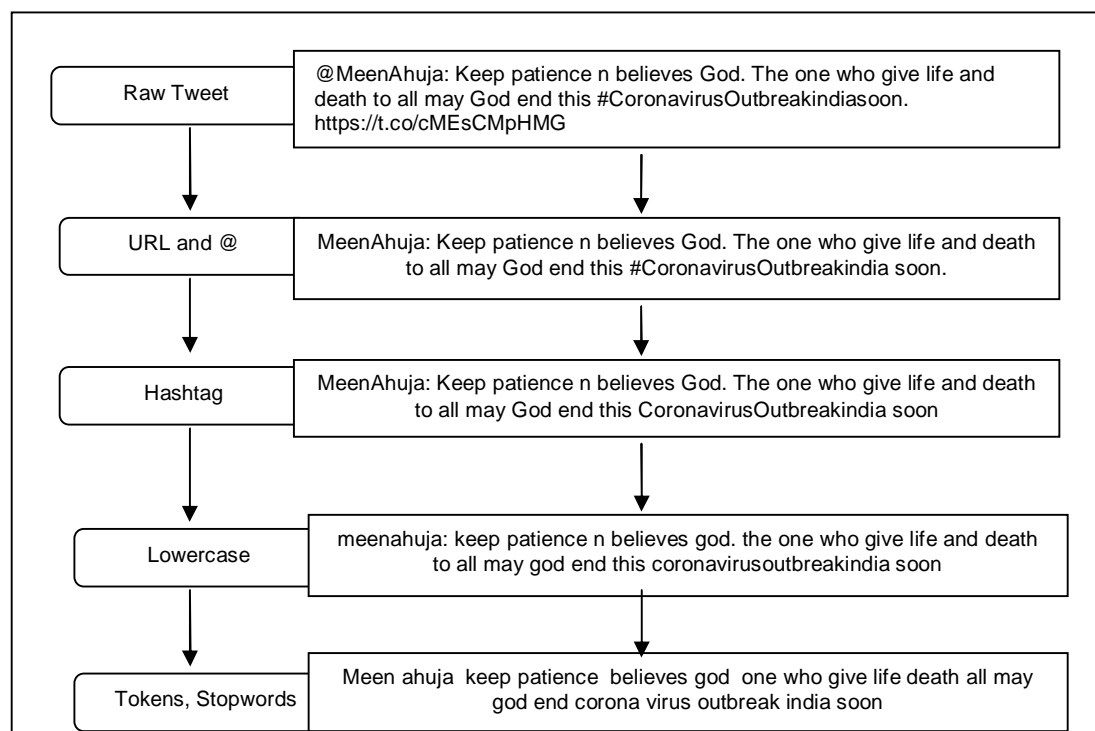 Raw Tweet
@MeenAhuja: Keep patience n believes God. The one who give life and
death to all may God end this #CoronavirusOutbreakindiasoon.
https://t.co/cMEsCMpHMG
URL and @
MeenAhuja: Keep patience n believes God. The one who give life and death
to all may God end this #CoronavirusOutbreakindia soon.
Hashtag
MeenAhuja: Keep patience n believes God. The one who give life and death
to all may God end this CoronavirusOutbreakindia soon
Lowercase
meenahuja: keep patience n believes god. the one who give life and death
to all may god end this coronavirusoutbreakindia soon
Tokens, Stopwords
Meen ahuja keep patience believes god one who give life death all may
god end corona virus outbreak india soon